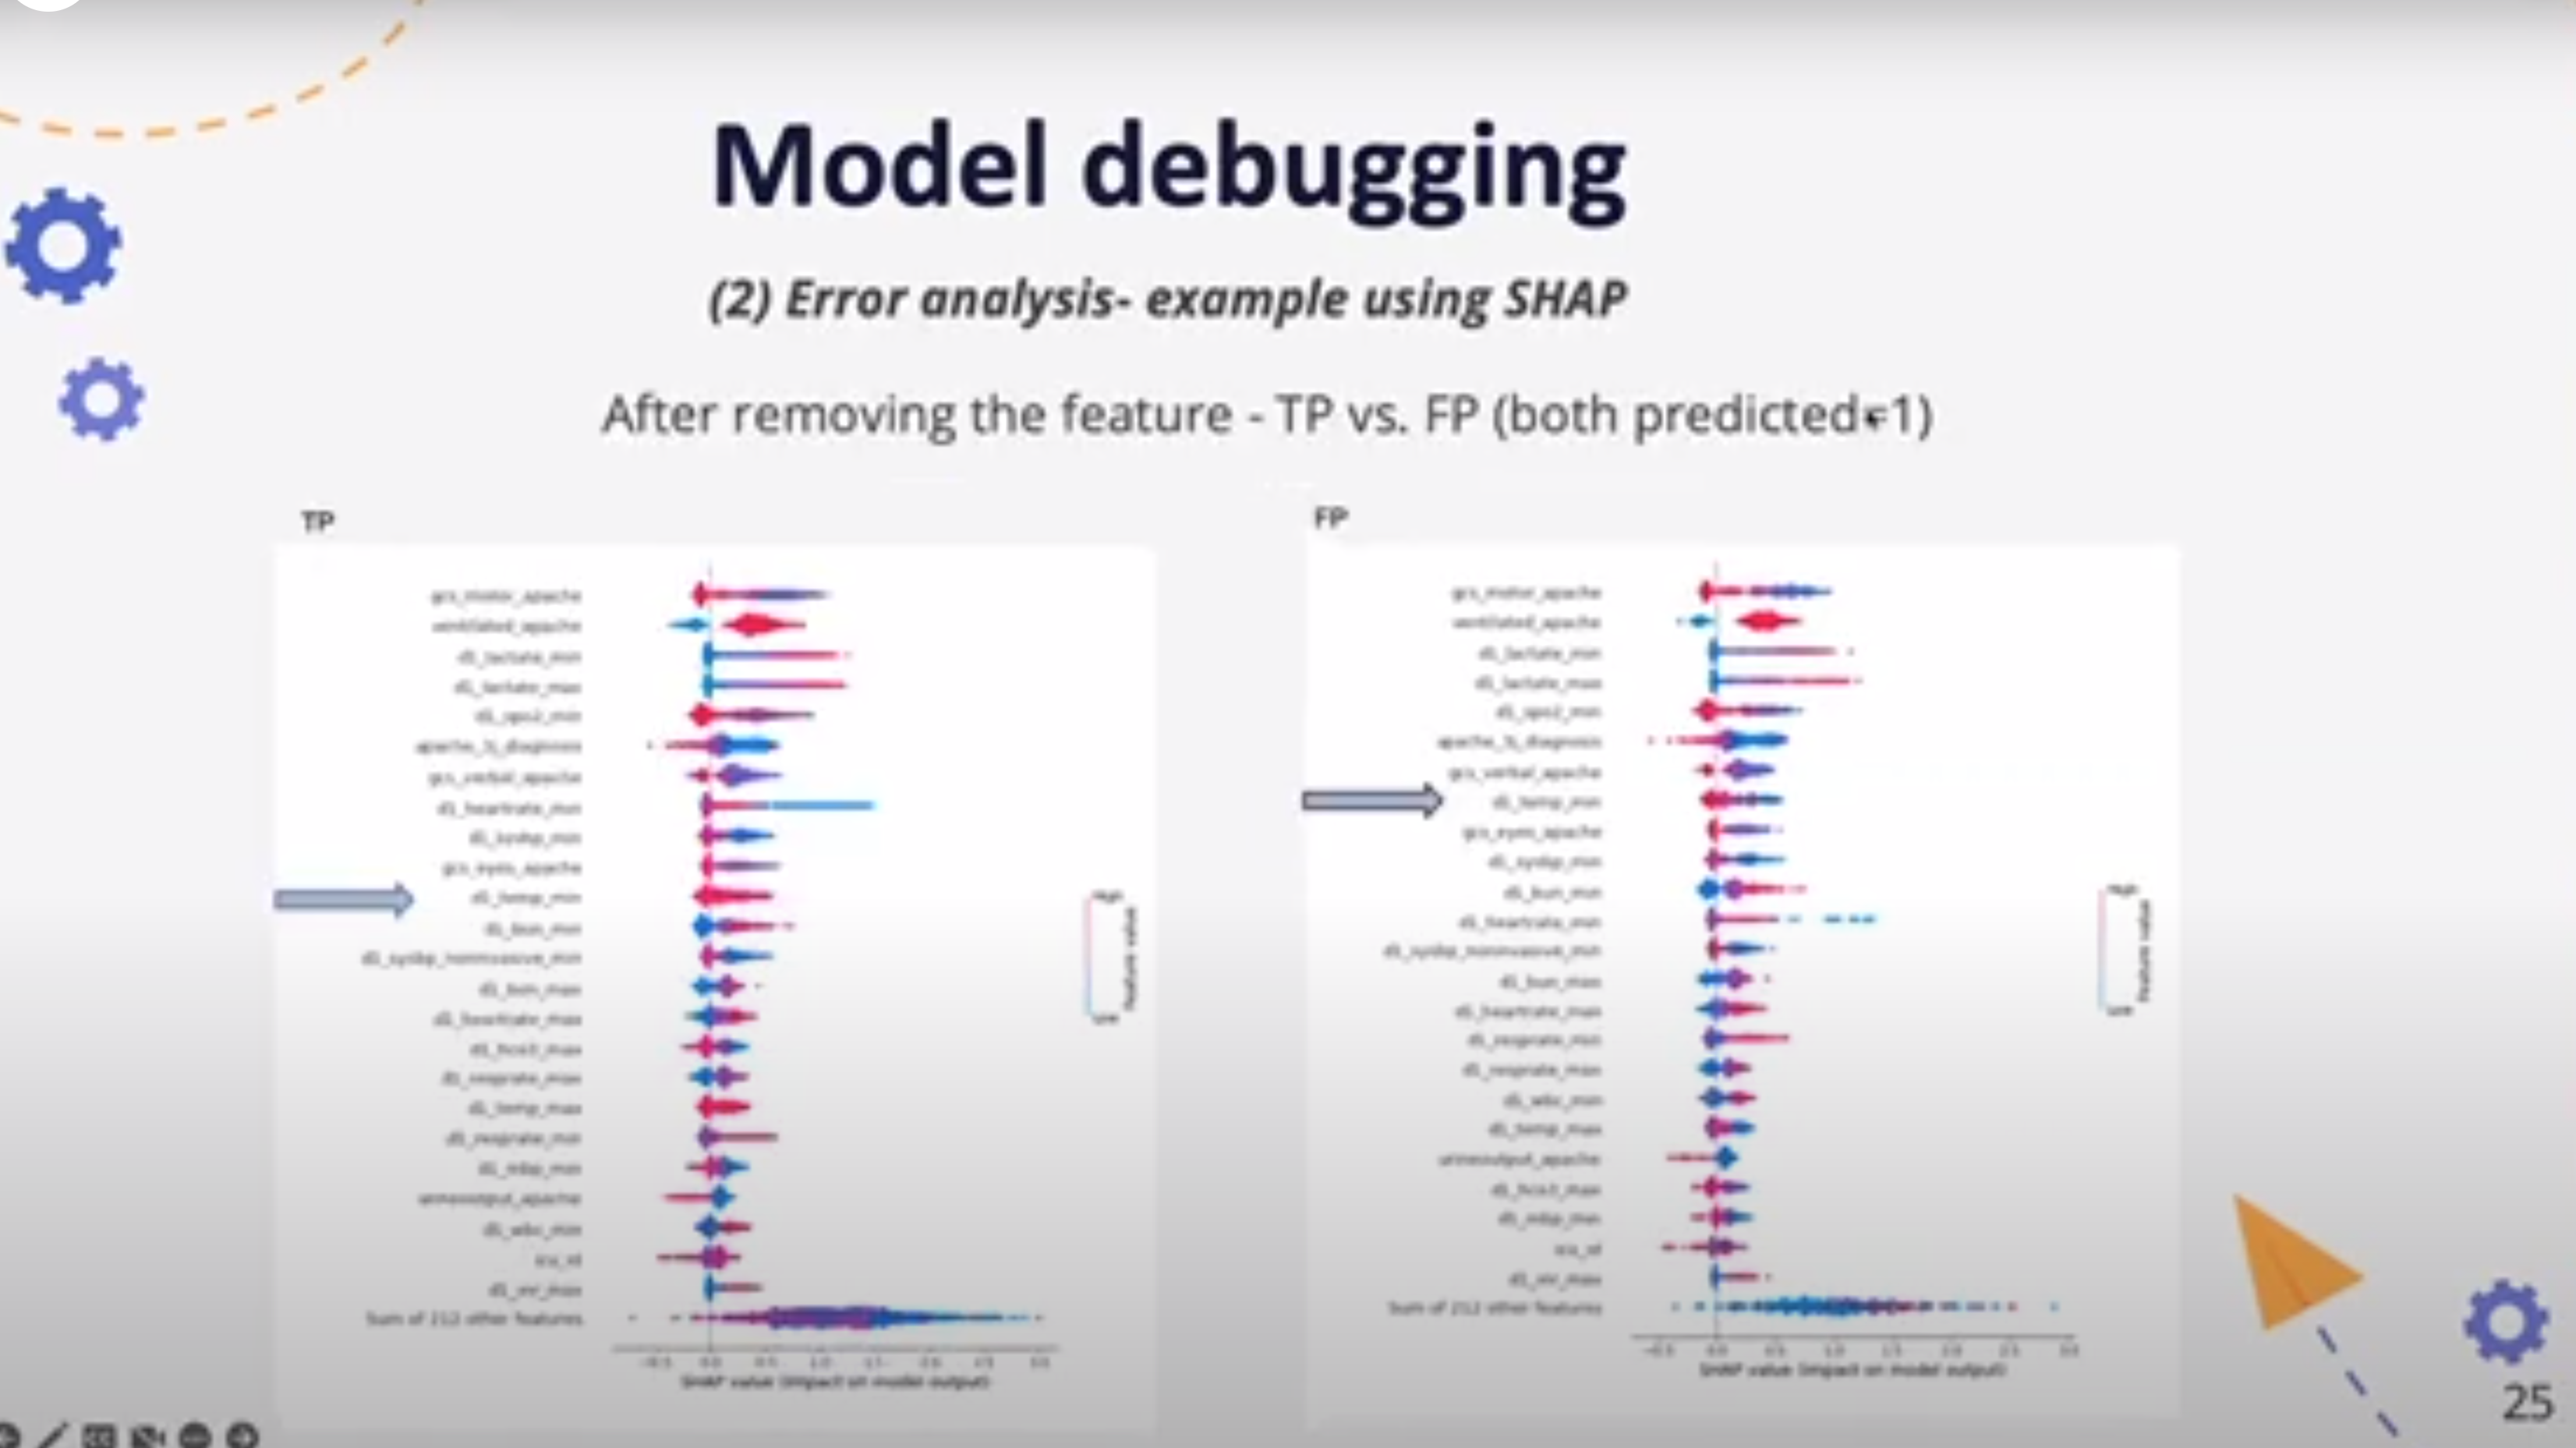 Model debugging
(2) Error analysis- example using SHAP
After removing the feature - TP vs. FP (both predicted=1)
TP
gcs_motor_apache
ventilated_apache
d1_lactate_min
d1_lactate_max
d1_spo2_min
apache_3j_diagnosis
gcs_verbal_apache
d1_heartrate_min
d1_sysbp_min
gcs_eyes_apache
d1_temp_min
d1_bun_min
d1_sysbp_noninvasive_min
d1_bun_max
d1_heartrate_max
d1_hco3_max
d1_resprate_max
d1_temp_max
d1_resprate_min
d1_mbp_min
urineoutput_apache
d1_wbc_min
icu_id
Sum of 212 other features
SHAP value (impact on model output)
High
Feature value
Low
FP
gcs_motor_apache
ventilated_apache
d1_lactate_min
d1_lactate_max
d1_spo2_min
apache_3j_diagnosis
gcs_verbal_apache
d1_temp_min
gcs_eyes_apache
d1_sysbp_min
d1_bun_min
d1_heartrate_min
d1_sysbp_noninvasive_min
d1_bun_max
d1_heartrate_max
d1_resprate_min
d1_resprate_max
d1_wbc_min
d1_temp_max
urineoutput_apache
d1_hco3_max
d1_mbp_min
icu_id
Sum of 212 other features
SHAP value (impact on model output)
High
Feature value
Low
25